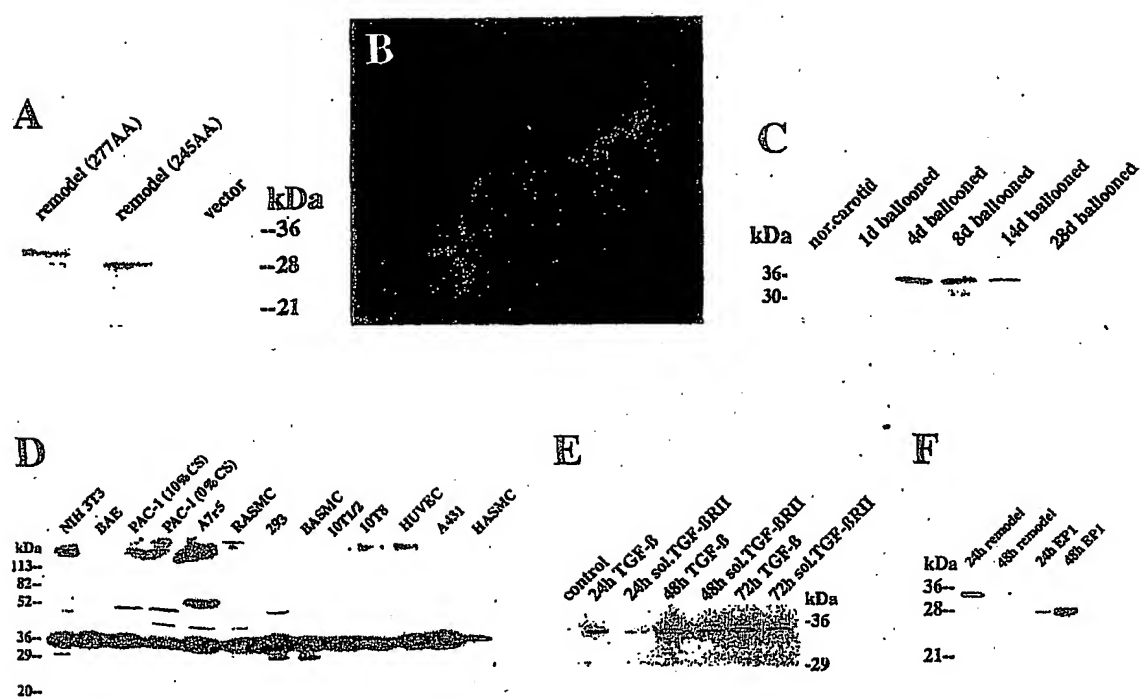 A
remodel (277AA)
remodel (245AA)
vector
kDa
--36
--28
--21
B
C
nor.carotid
1d ballooned
4d ballooned
8d ballooned
14d ballooned
28d ballooned
kDa
36-
30-
D
NIH 3T3
BAE
PAC-1 (10%CS)
PAC-1 (0%CS)
A7r5
RASMC
293
BASMC
10T1/2
10T8
HUVEC
A431
HASMC
kDa
113--
82--
52--
36--
29--
20--
E
control
24h TGF-ß
24h sol.TGF-ßRII
48h TGF-ß
48h sol.TGF-ßRII
72h TGF-ß
72h sol.TGF-ßRII
kDa
-36
-29
F
24h remodel
48h remodel
24h EP1
48h EP1
kDa
36--
28--
21--